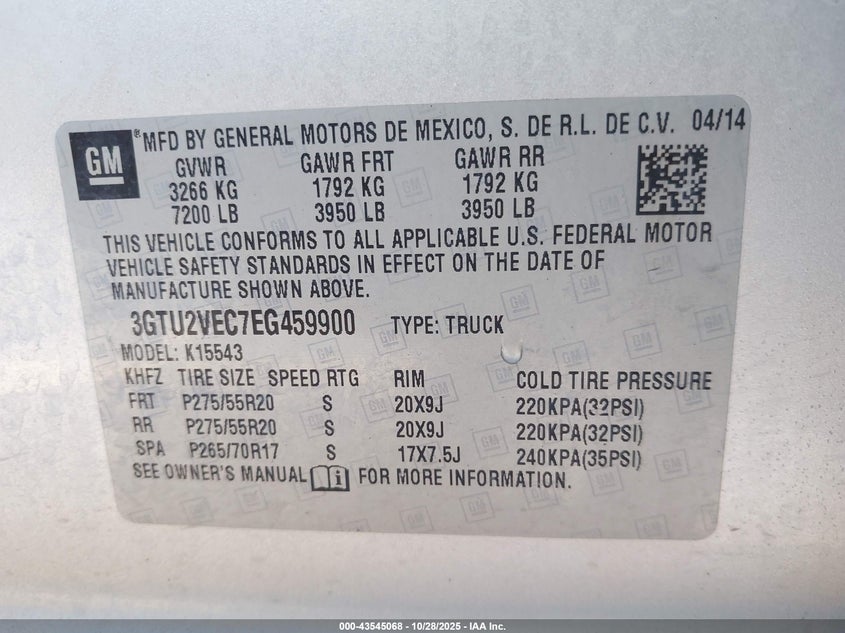 GM ® MFD BY GENERAL MOTORS DE MEXICO, S. DE R.L. DE C.V. 04/14
GVWR GAWR FRT GAWR RR
3266 KG 1792 KG 1792 KG
7200 LB 3950 LB 3950 LB
THIS VEHICLE CONFORMS TO ALL APPLICABLE U.S. FEDERAL MOTOR
VEHICLE SAFETY STANDARDS IN EFFECT ON THE DATE OF
MANUFACTURE SHOWN ABOVE.
3GTU2VEC7EG459900 TYPE: TRUCK
MODEL: K15543
KHFZ TIRE SIZE SPEED RTG RIM COLD TIRE PRESSURE
FRT P275/55R20 S 20X9J 220KPA(32PSI)
RR P275/55R20 S 20X9J 220KPA(32PSI)
SPA P265/70R17 S 17X7.5J 240KPA(35PSI)
SEE OWNER'S MANUAL FOR MORE INFORMATION.
000-43545068 | 10/28/2025 - IAA Inc.